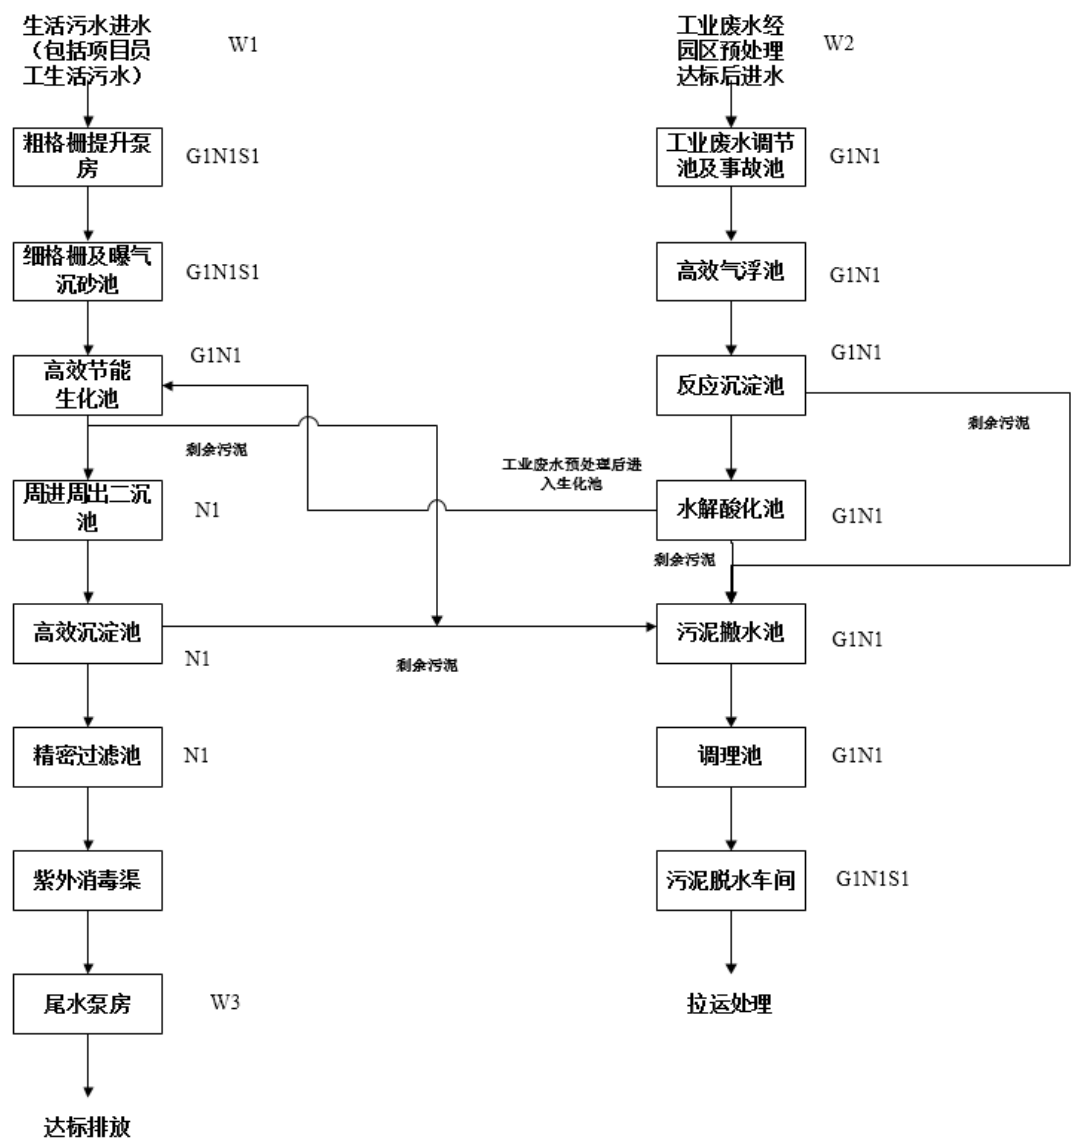 生活污水进水
（包括项目员
工生活污水）
W1
粗格栅提升泵
房
G1N1S1
细格栅及曝气
沉砂池
G1N1S1
高效节能
生化池
G1N1
剩余污泥
周进周出二沉
池
N1
高效沉淀池
N1
剩余污泥
精密过滤池
N1
紫外消毒渠
尾水泵房
W3
达标排放
工业废水经
园区预处理
达标后进水
W2
工业废水调节
池及事故池
G1N1
高效气浮池
G1N1
反应沉淀池
G1N1
剩余污泥
工业废水预处理后进
入生化池
水解酸化池
G1N1
剩余污泥
污泥撇水池
G1N1
调理池
G1N1
污泥脱水车间
G1N1S1
拉运处理